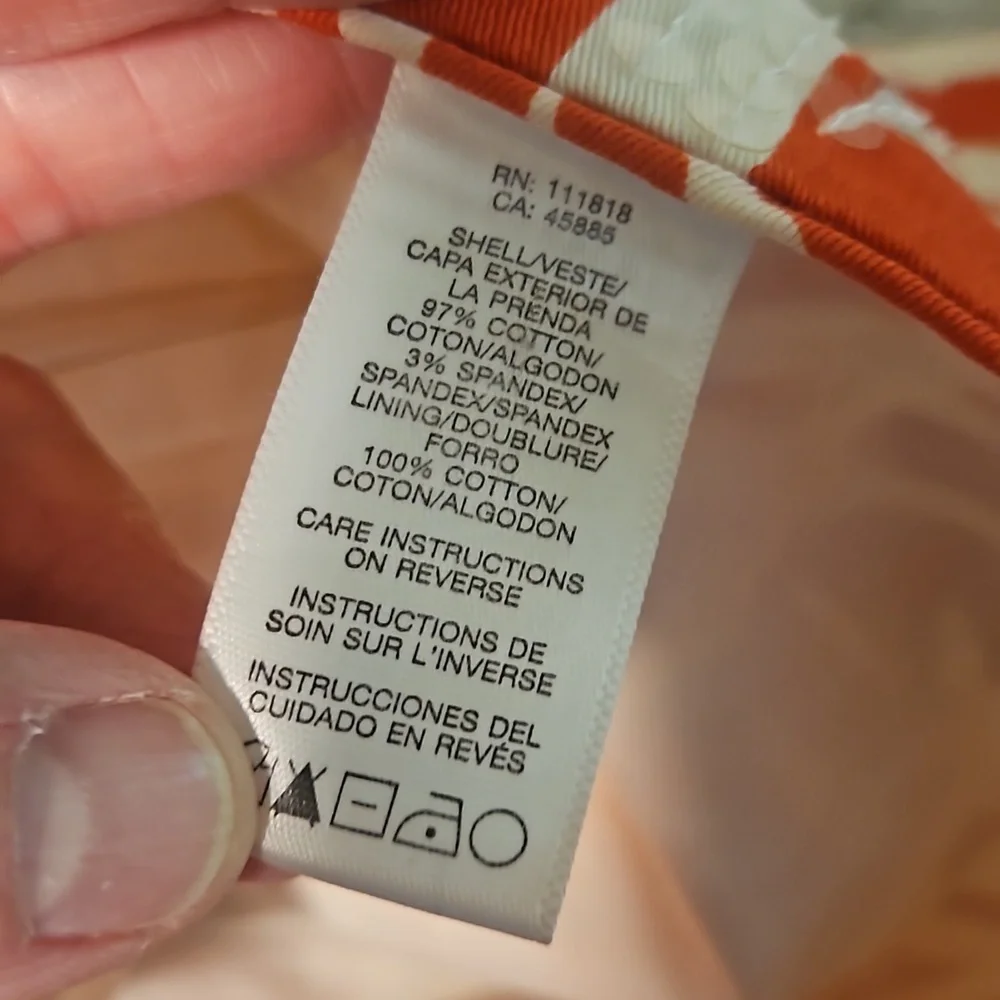 RN: 111818
CA: 45885
SHELL/VESTE/
CAPA EXTERIOR DE
LA PRENDA
97% COTTON/
COTON/ALGODON
3% SPANDEX/
SPANDEX/SPANDEX
LINING/DOUBLURE/
FORRO
100% COTTON/
COTON/ALGODON
CARE INSTRUCTIONS
ON REVERSE
INSTRUCTIONS DE
SOIN SUR L'INVERSE
INSTRUCCIONES DEL
CUIDADO EN REVÉS